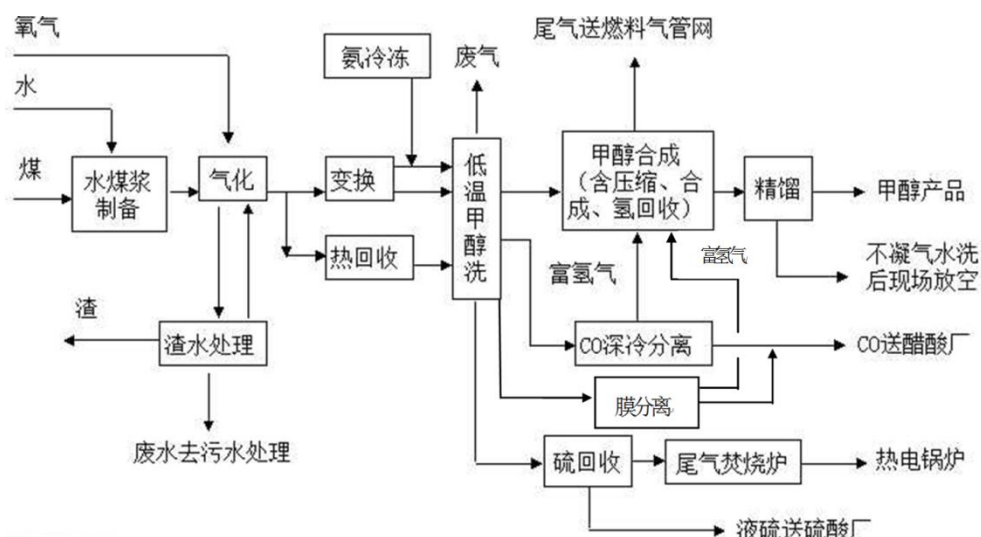 氧气
水
煤
水煤浆
制备
气化
渣
渣水处理
废水去污水处理
氨冷冻
变换
热回收
废气
低
温
甲
醇
洗
尾气送燃料气管网
甲醇合成
(含压缩、合
成、氢回收)
精馏
甲醇产品
不凝气水洗
后现场放空
富氢气
富氢气
CO深冷分离
CO送醋酸厂
膜分离
硫回收
尾气焚烧炉
热电锅炉
液硫送硫酸厂